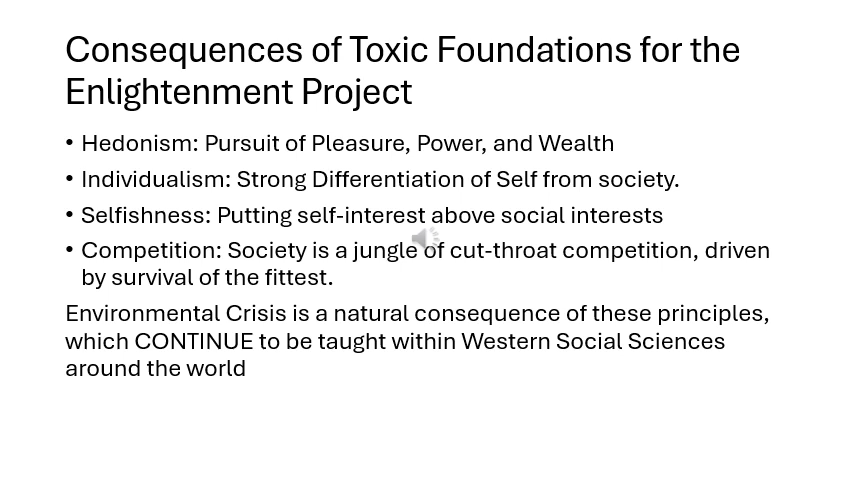 Consequences of Toxic Foundations for the
Enlightenment Project
• Hedonism: Pursuit of Pleasure, Power, and Wealth
• Individualism: Strong Differentiation of Self from society.
• Selfishness: Putting self-interest above social interests
• Competition: Society is a jungle of cut-throat competition, driven
by survival of the fittest.
Environmental Crisis is a natural consequence of these principles,
which CONTINUE to be taught within Western Social Sciences
around the world